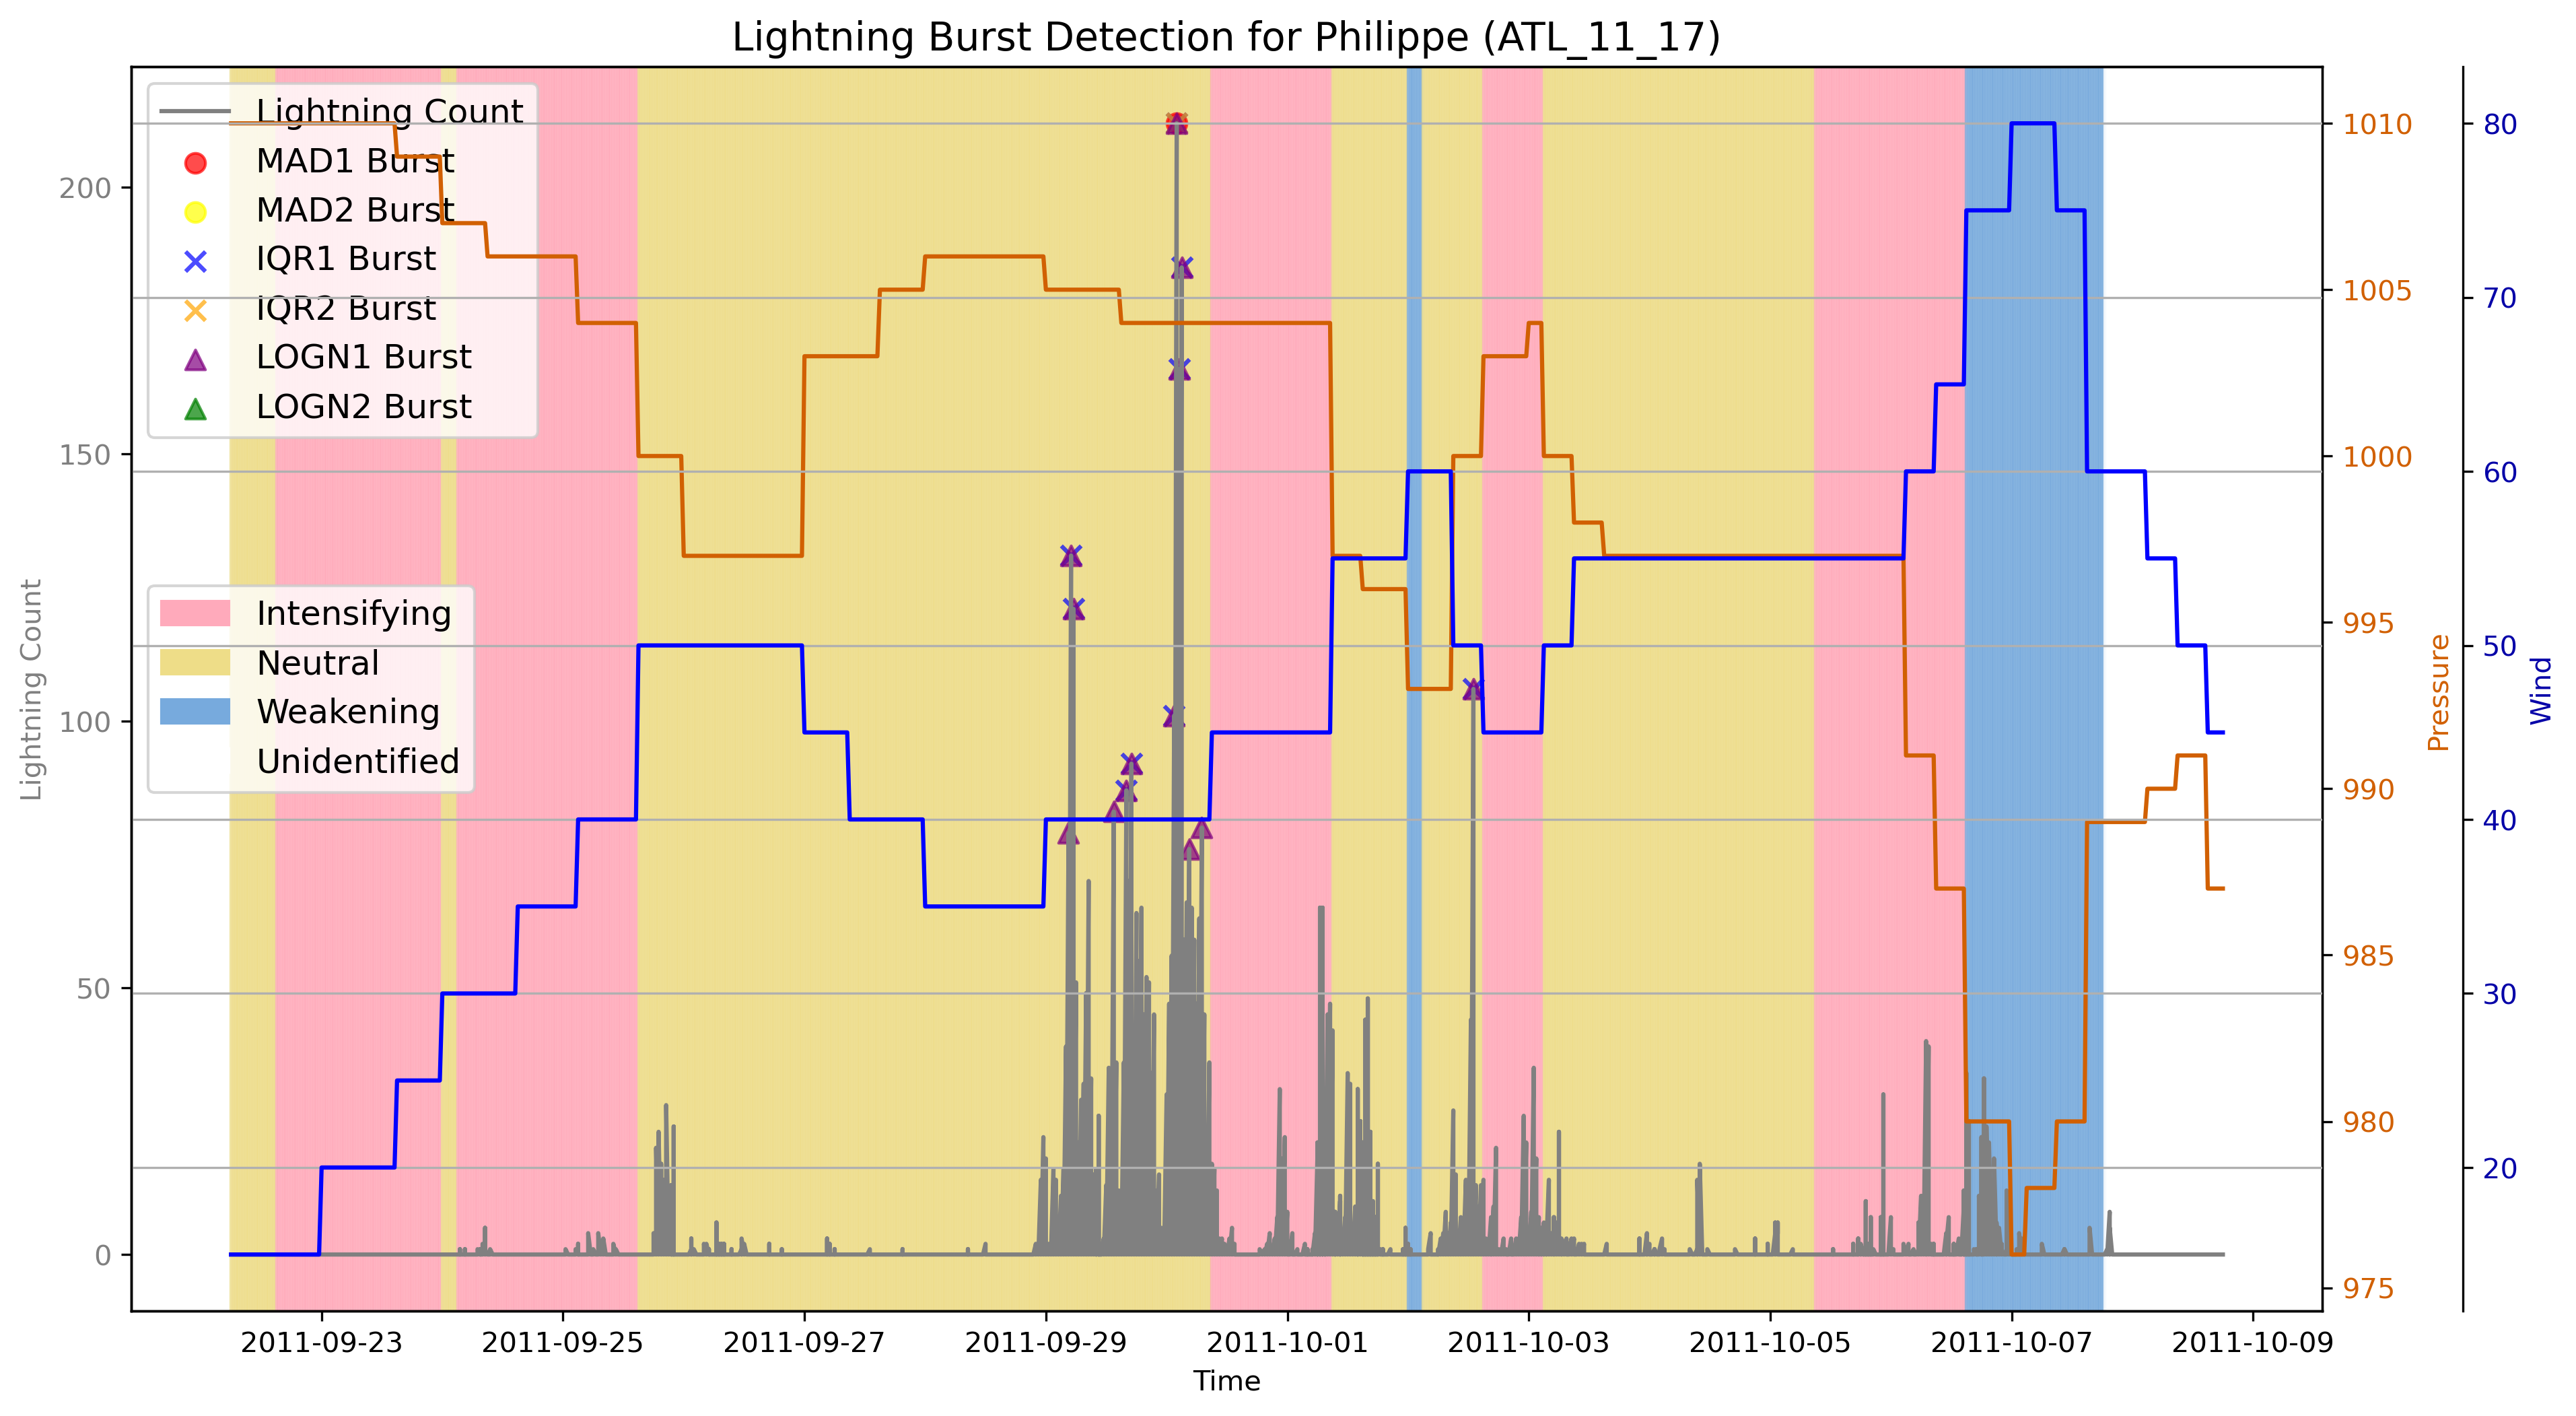 Lightning Burst Detection for Philippe (ATL_11_17)
Lightning Count
MAD1 Burst
MAD2 Burst
IQR1 Burst
IQR2 Burst
LOGN1 Burst
LOGN2 Burst
Intensifying
Neutral
Weakening
Unidentified
Lightning Count
200
150
100
50
0
1010
1005
1000
995
990
985
980
975
Pressure
80
70
60
50
40
30
20
Wind
2011-09-23 2011-09-25 2011-09-27 2011-09-29 2011-10-01 2011-10-03 2011-10-05 2011-10-07 2011-10-09
Time